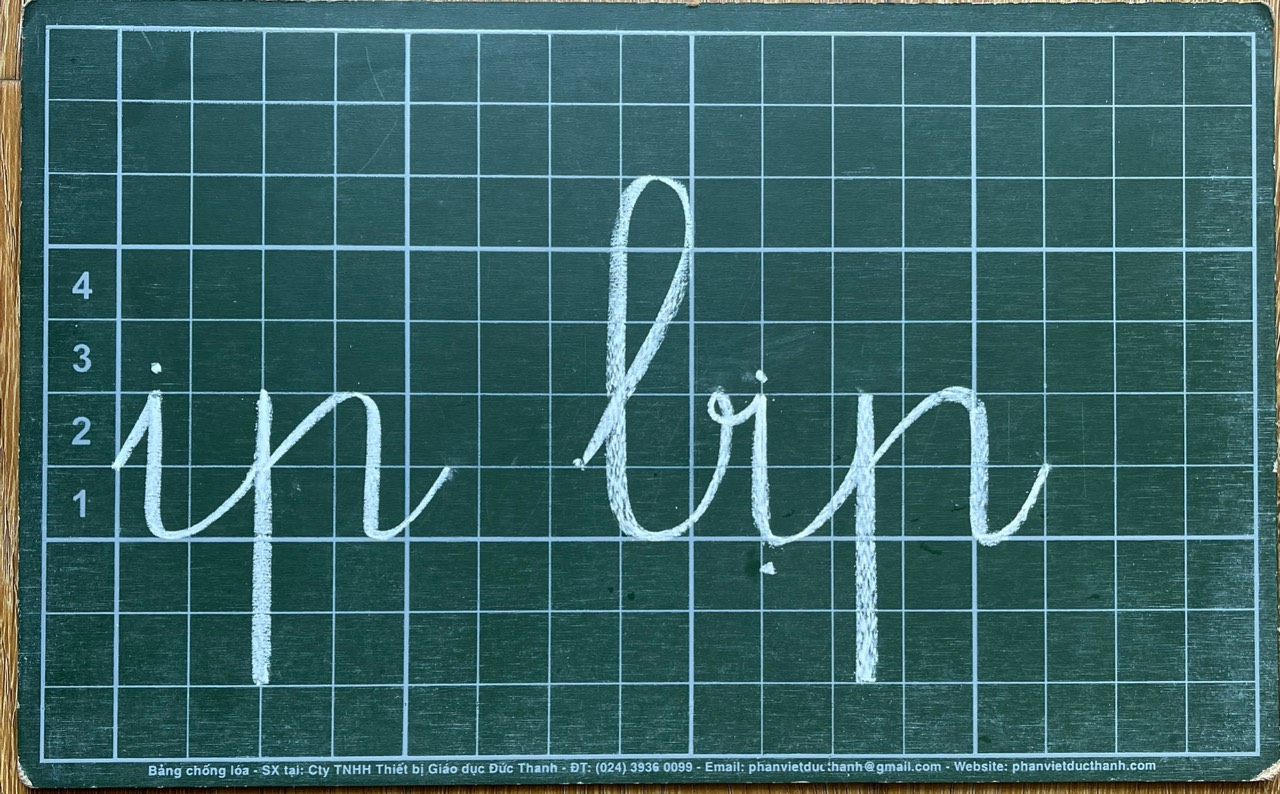 4
3
2
1
ip bịp
Bảng chống lóa - SX tại: Cty TNHH Thiết bị Giáo dục Đức Thanh - ĐT: (024) 3936 0099 - Email: phanvietducthanh@gmail.com - Website: phanvietducthanh.com